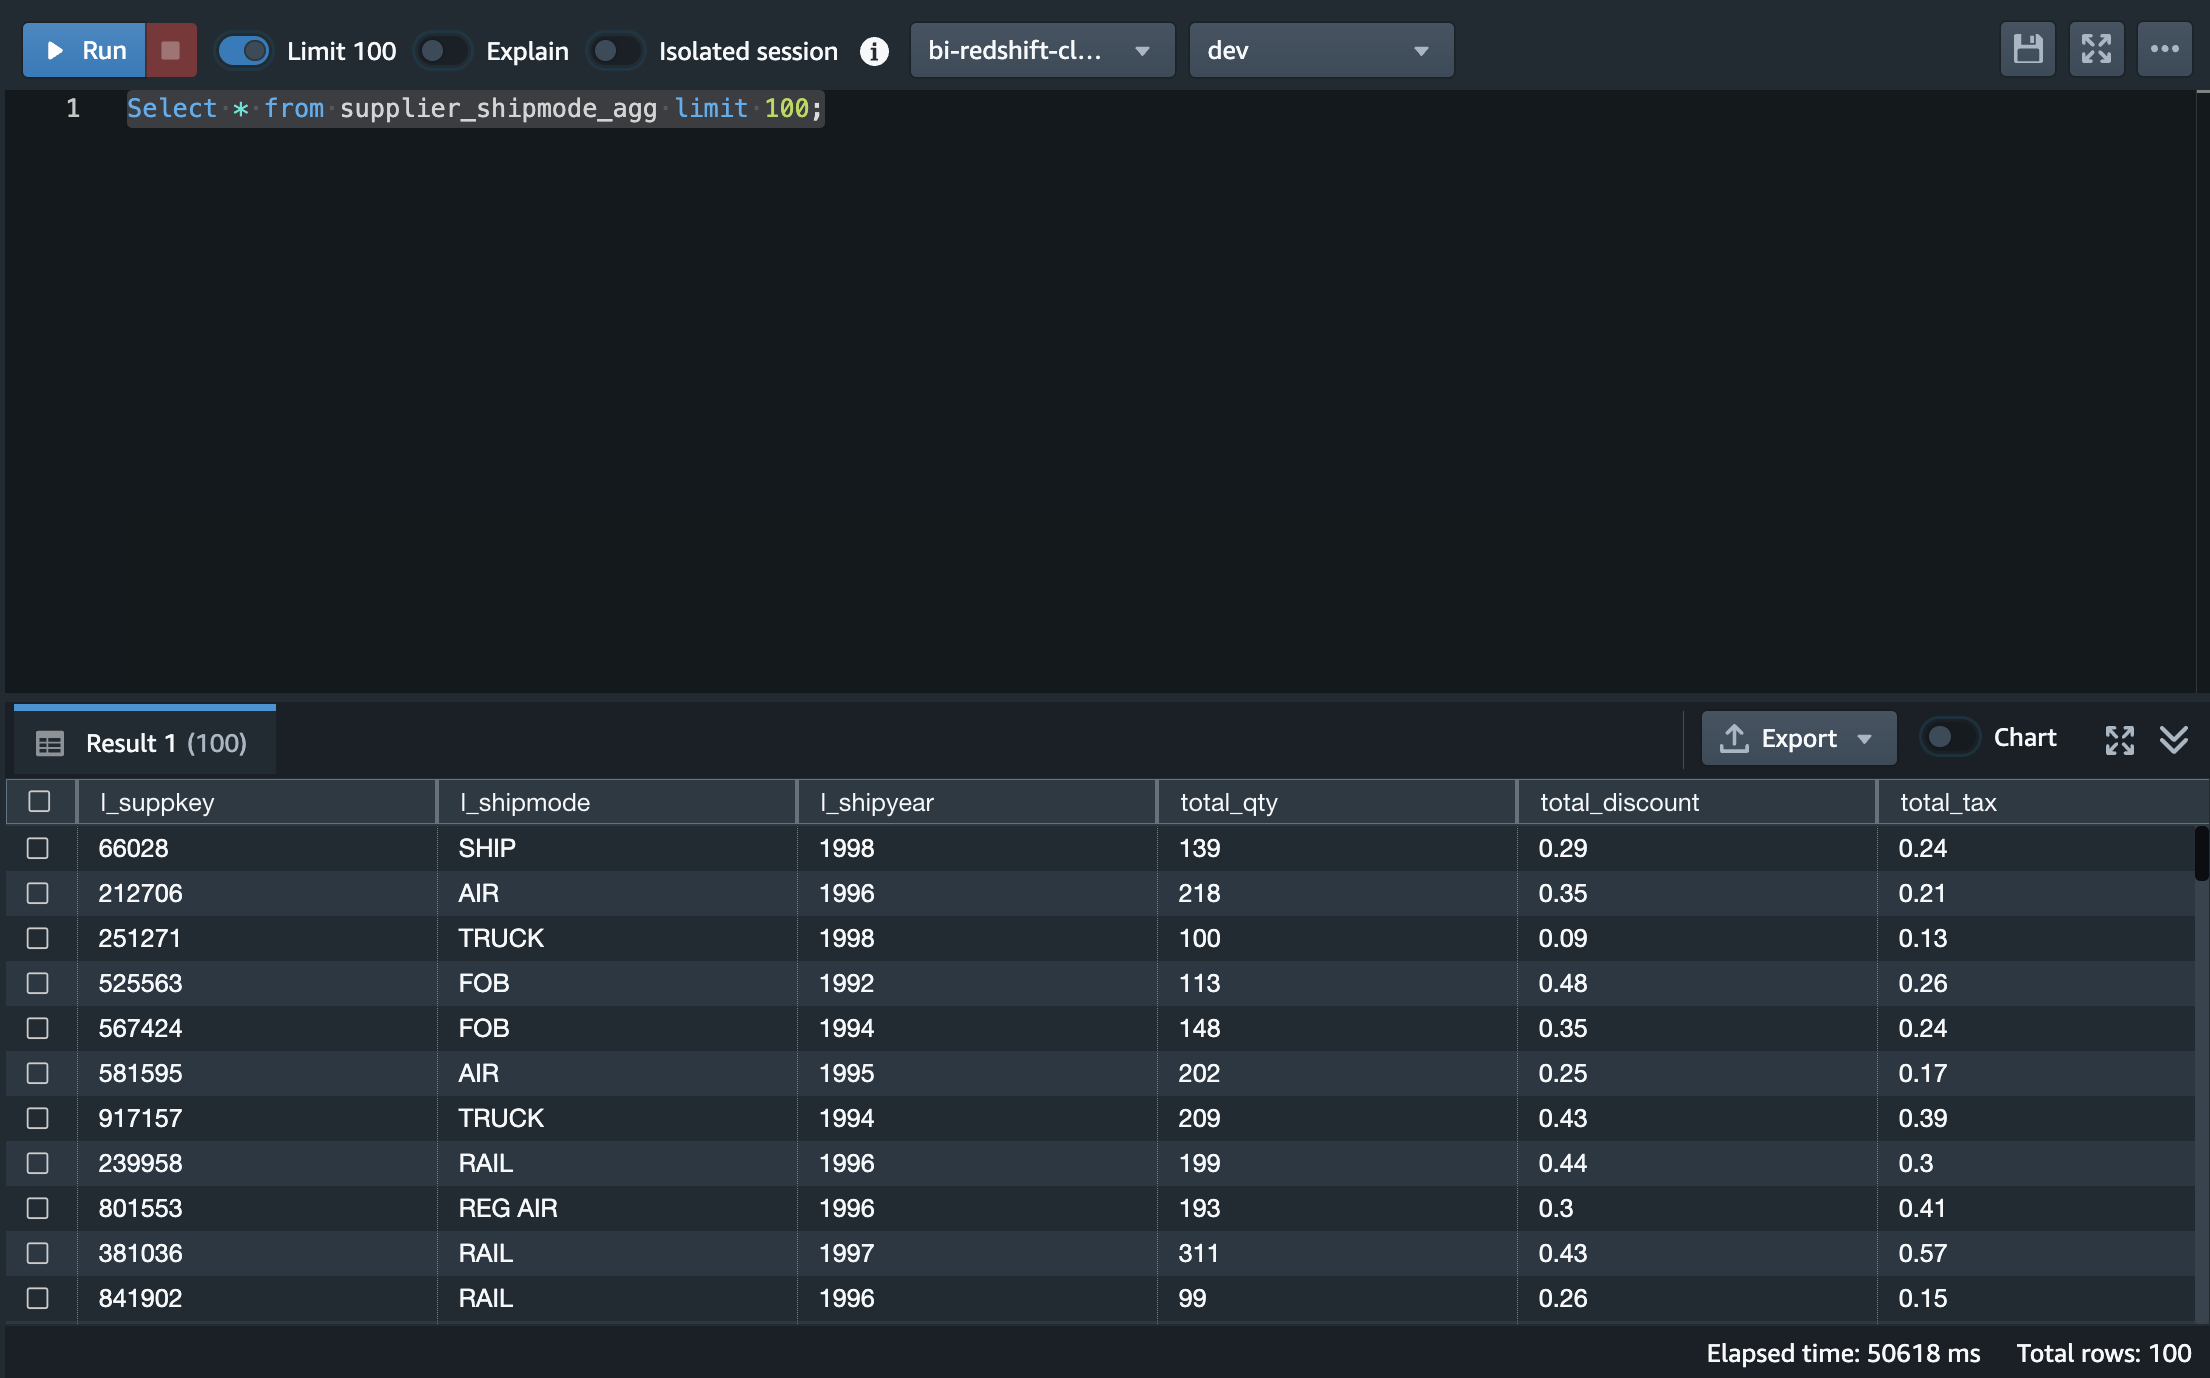 Run Limit 100 Explain Isolated session i bi-redshift-cl... dev
1 Select * from supplier_shipmode_agg limit 100;
Result 1 (100) Export Chart
l_suppkey l_shipmode l_shipyear total_qty total_discount total_tax
66028 SHIP 1998 139 0.29 0.24
212706 AIR 1996 218 0.35 0.21
251271 TRUCK 1998 100 0.09 0.13
525563 FOB 1992 113 0.48 0.26
567424 FOB 1994 148 0.35 0.24
581595 AIR 1995 202 0.25 0.17
917157 TRUCK 1994 209 0.43 0.39
239958 RAIL 1996 199 0.44 0.3
801553 REG AIR 1996 193 0.3 0.41
381036 RAIL 1997 311 0.43 0.57
841902 RAIL 1996 99 0.26 0.15
Elapsed time: 50618 ms Total rows: 100